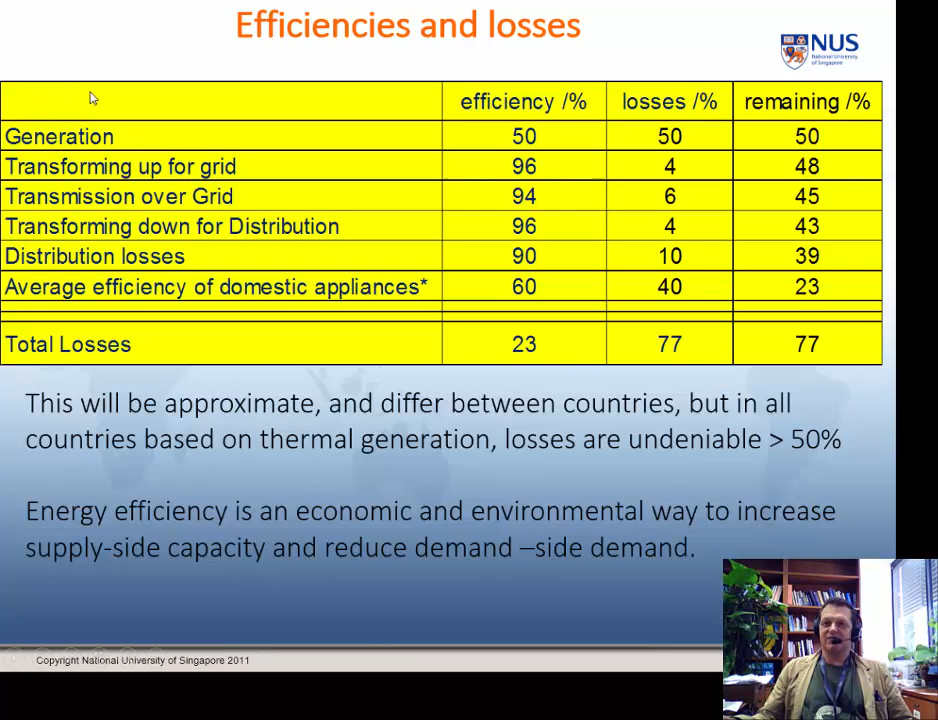 Efficiencies and losses
NUS
National University
of Singapore
efficiency /% losses /% remaining /%
Generation 50 50 50
Transforming up for grid 96 4 48
Transmission over Grid 94 6 45
Transforming down for Distribution 96 4 43
Distribution losses 90 10 39
Average efficiency of domestic appliances* 60 40 23
Total Losses 23 77 77
This will be approximate, and differ between countries, but in all
countries based on thermal generation, losses are undeniable > 50%
Energy efficiency is an economic and environmental way to increase
supply-side capacity and reduce demand –side demand.
Copyright National University of Singapore 2011